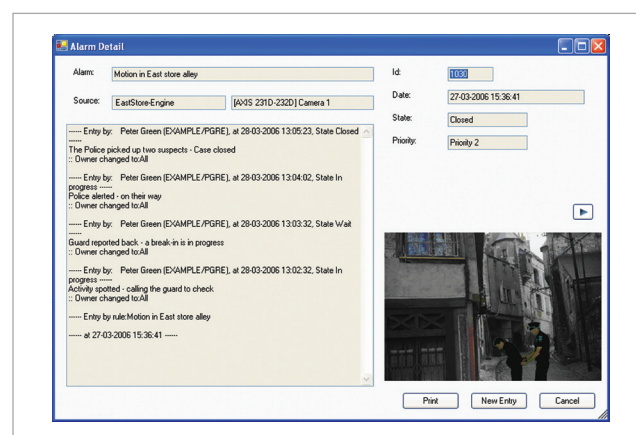 Alarm Detail
Alarm:
Motion in East store alley
Source:
EastStore-Engine
[AXIS 231D-232D] Camera 1
Id:
1030
Date:
27-03-2006 15:36:41
State:
Closed
Priority:
Priority 2
------ Entry by:   Peter Green (EXAMPLE/PGRE), at 28-03-2006 13:05:23, State Closed
------
The Police picked up two suspects - Case closed
:: Owner changed to:All
------ Entry by:   Peter Green (EXAMPLE/PGRE), at 28-03-2006 13:04:02, State In
progress ------
Police alerted - on their way
:: Owner changed to:All
------ Entry by:   Peter Green (EXAMPLE/PGRE), at 28-03-2006 13:03:32, State Wait
------
Guard reported back - a break-in is in progress
:: Owner changed to:All
------ Entry by:   Peter Green (EXAMPLE/PGRE), at 28-03-2006 13:02:32, State In
progress ------
Activity spotted - calling the guard to check
:: Owner changed to:All
------ Entry by rule:Motion in East store alley
------ at 27-03-2006 15:36:41 ------
Print
New Entry
Cancel